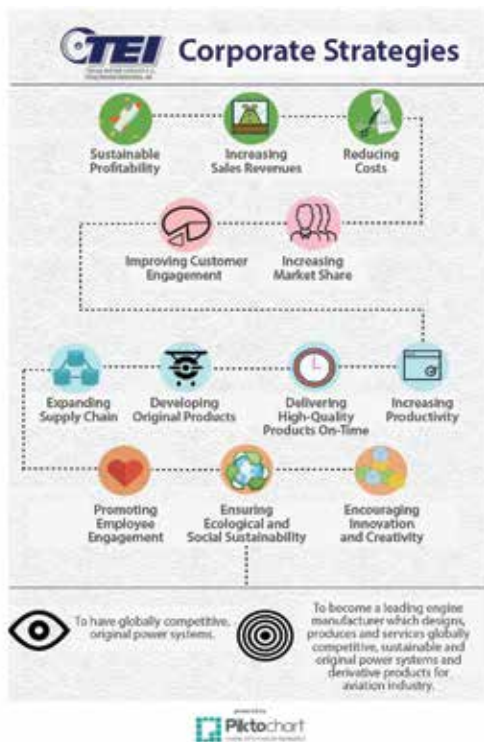 TEI Corporate Strategies
Sustainable
Profitability
Increasing
Sales Revenues
Reducing
Costs
Improving Customer
Engagement
Increasing
Market Share
Expanding
Supply Chain
Developing
Original Products
Delivering
High-Quality
Products On-Time
Increasing
Productivity
Promoting
Employee
Engagement
Ensuring
Ecological and
Social Sustainability
Encouraging
Innovation
and Creativity
To have globally competitive,
original power systems.
To become a leading engine
manufacturer which designs,
produces and services globally
competitive, sustainable and
original power systems and
derivative products for
aviation industry.
powered by
Piktochart